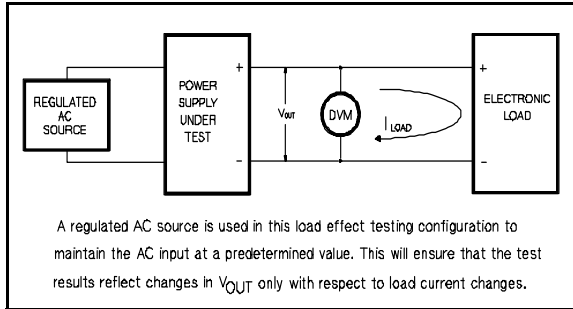 REGULATED
AC
SOURCE
POWER
SUPPLY
UNDER
TEST
+
-
VOUT
DVM
I LOAD
+
-
ELECTRONIC
LOAD
A regulated AC source is used in this load effect testing configuration to
maintain the AC input at a predetermined value. This will ensure that the test
results reflect changes in VOUT only with respect to load current changes.